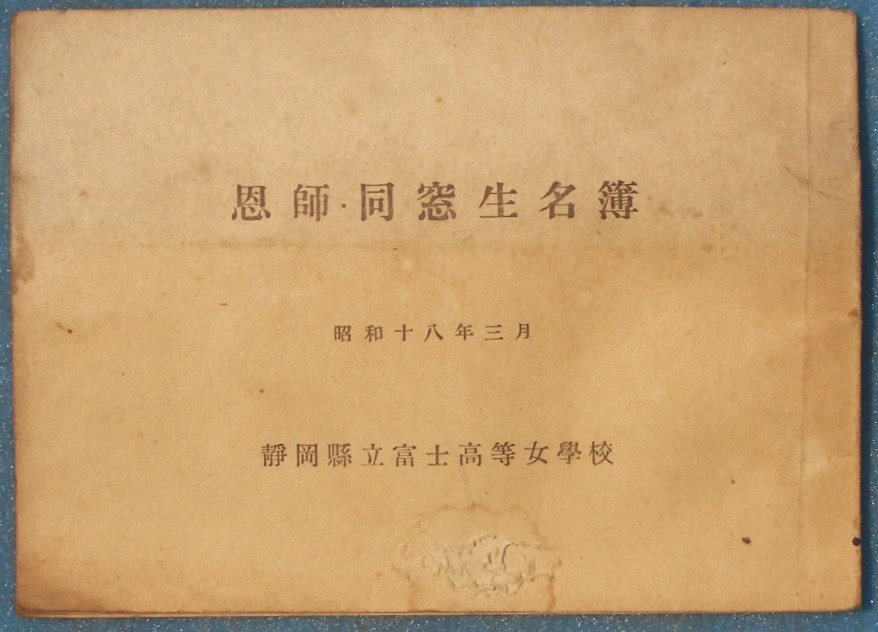 恩師・同窓生名簿
昭和十八年三月
靜岡縣立富士高等女學校